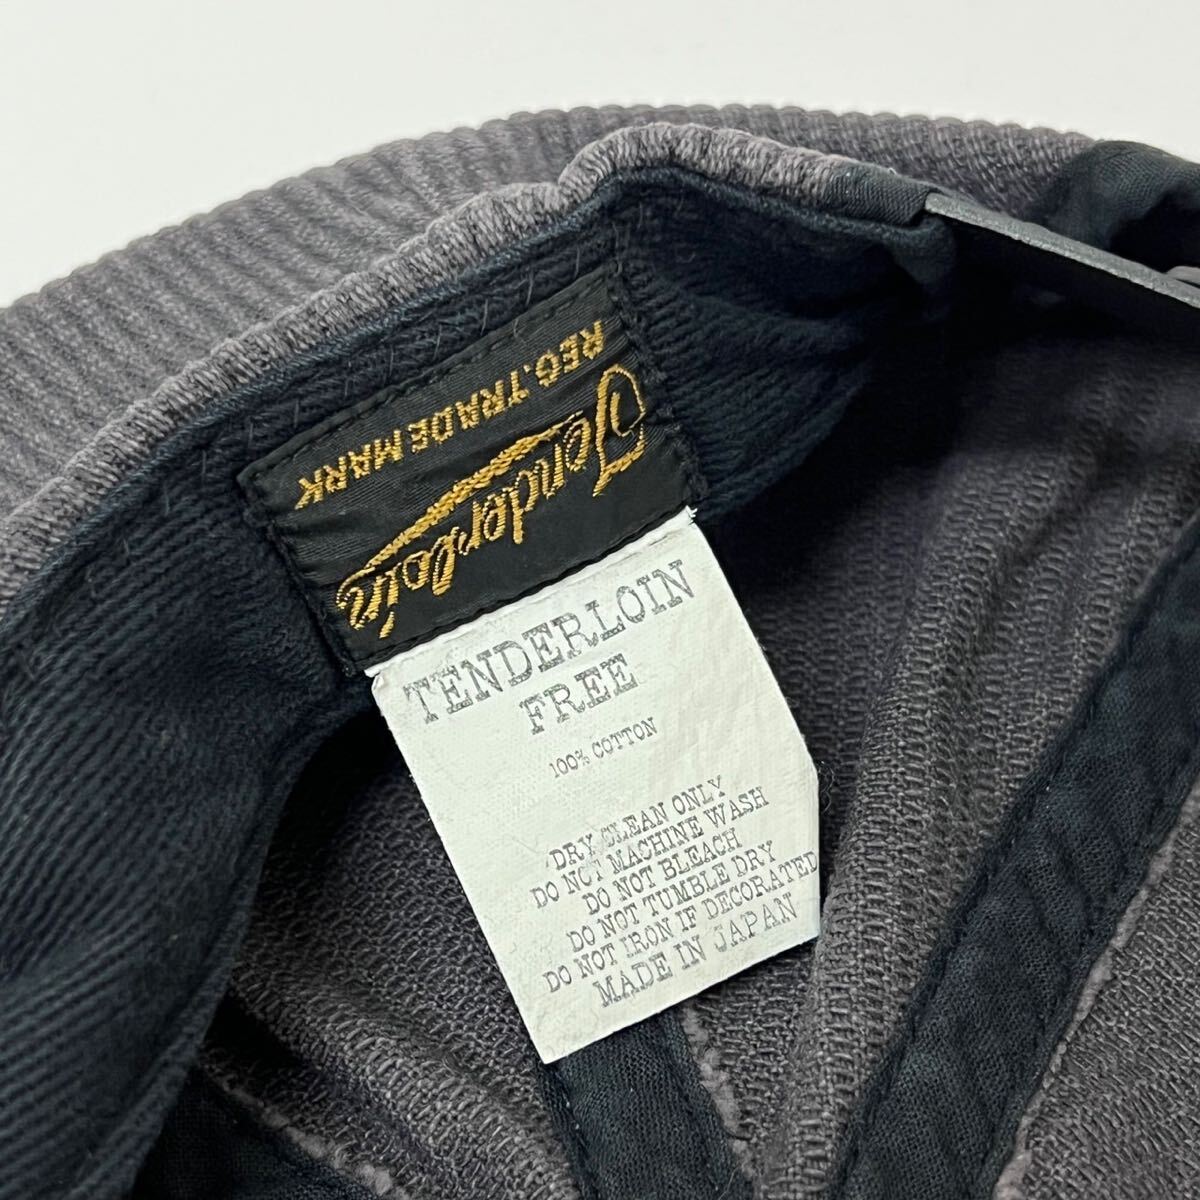 Tenderloin
REG. TRADE MARK
TENDERLOIN
FREE
100% COTTON
DRY CLEAN ONLY
DO NOT MACHINE WASH
DO NOT BLEACH
DO NOT TUMBLE DRY
DO NOT IRON IF DECORATED
MADE IN JAPAN